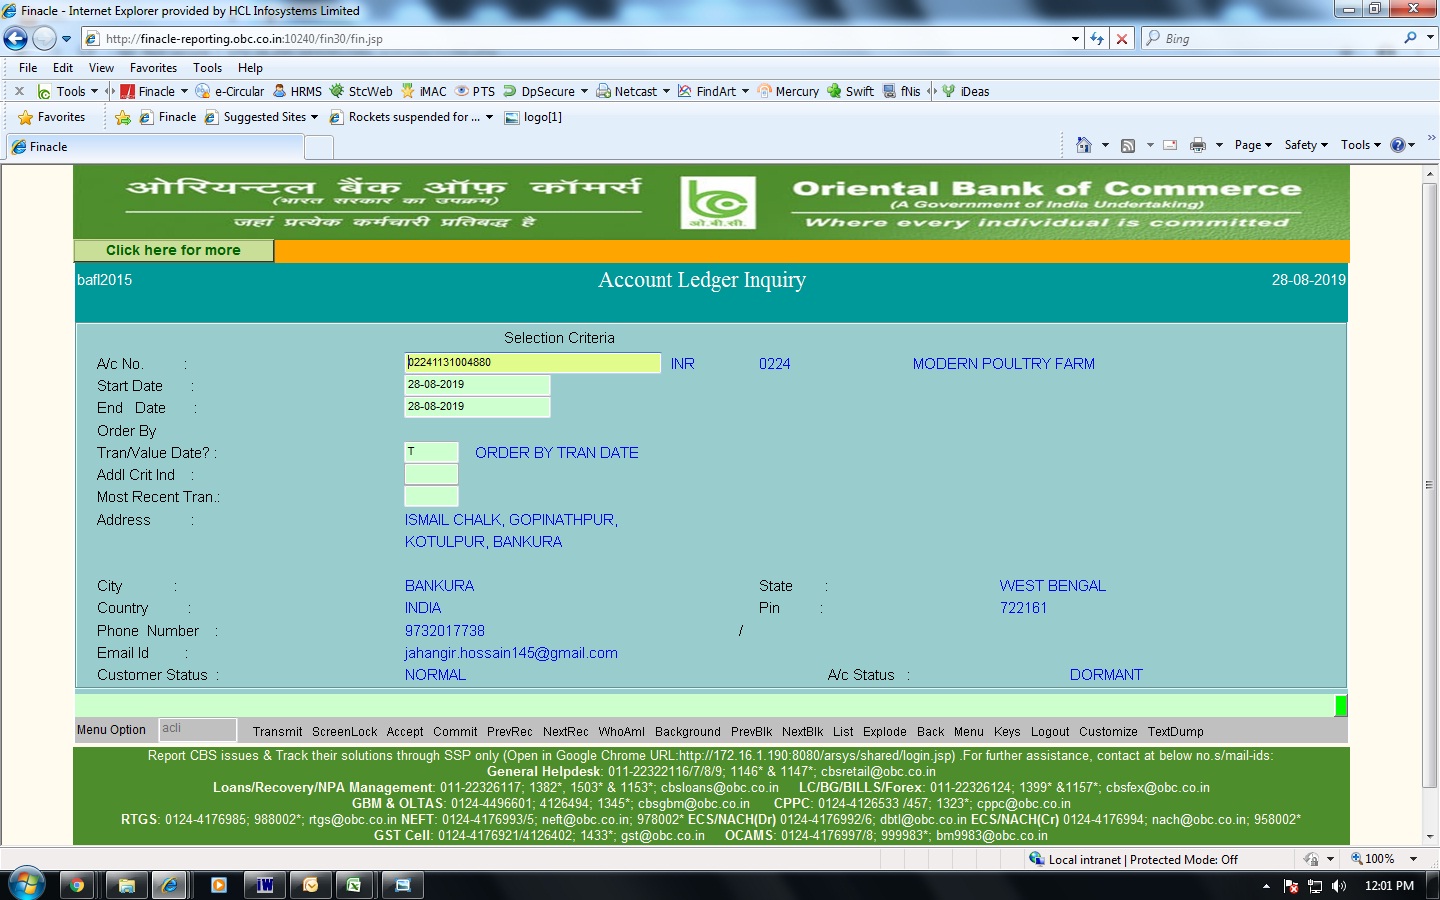 Finacle - Internet Explorer provided by HCL Infosystems Limited
http://finacle-reporting.obc.co.in:10240/fin30/fin.jsp
Bing
File Edit View Favorites Tools Help
Tools Finacle e-Circular HRMS StcWeb iMAC PTS DpSecure Netcast FindArt Mercury Swift fNis iDeas
Favorites Finacle Suggested Sites Rockets suspended for ... logo[1]
Finacle Page Safety Tools
ओरियन्टल बैंक ऑफ़ कॉमर्स
(भारत सरकार का उपक्रम)
जहां प्रत्येक कर्मचारी प्रतिबद्ध है
ओ.बी.सी.
Oriental Bank of Commerce
(A Government of India Undertaking)
Where every individual is committed
Click here for more
bafl2015 Account Ledger Inquiry 28-08-2019
Selection Criteria
A/c No. : 02241131004880 INR 0224 MODERN POULTRY FARM
Start Date : 28-08-2019
End Date : 28-08-2019
Order By
Tran/Value Date? : T ORDER BY TRAN DATE
Addl Crit Ind :
Most Recent Tran.:
Address : ISMAIL CHALK, GOPINATHPUR,
KOTULPUR, BANKURA
City : BANKURA State : WEST BENGAL
Country : INDIA Pin : 722161
Phone Number : 9732017738 /
Email Id : jahangir.hossain145@gmail.com
Customer Status : NORMAL A/c Status : DORMANT
Menu Option acli Transmit ScreenLock Accept Commit PrevRec NextRec WhoAmI Background PrevBlk NextBlk List Explode Back Menu Keys Logout Customize TextDump
Report CBS issues & Track their solutions through SSP only (Open in Google Chrome URL:http://172.16.1.190:8080/arsys/shared/login.jsp) .For further assistance, contact at below no.s/mail-ids:
General Helpdesk: 011-22322116/7/8/9; 1146* & 1147*; cbsretail@obc.co.in
Loans/Recovery/NPA Management: 011-22326117; 1382*, 1503* & 1153*; cbsloans@obc.co.in LC/BG/BILLS/Forex: 011-22326124; 1399* &1157*; cbsfex@obc.co.in
GBM & OLTAS: 0124-4496601; 4126494; 1345*; cbsgbm@obc.co.in CPPC: 0124-4126533 /457; 1323*; cppc@obc.co.in
RTGS: 0124-4176985; 988002*; rtgs@obc.co.in NEFT: 0124-4176993/5; neft@obc.co.in; 978002* ECS/NACH(Dr) 0124-4176992/6; dbtl@obc.co.in ECS/NACH(Cr) 0124-4176994; nach@obc.co.in; 958002*
GST Cell: 0124-4176921/4126402; 1433*; gst@obc.co.in OCAMS: 0124-4176997/8; 999983*; bm9983@obc.co.in
Local intranet | Protected Mode: Off 100%
12:01 PM